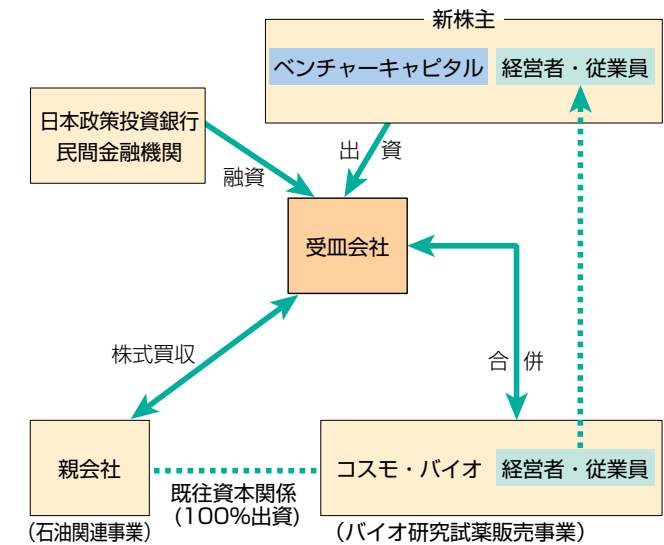 新株主
ベンチャーキャピタル
経営者・従業員
日本政策投資銀行
民間金融機関
出資
融資
受皿会社
株式買収
合併
親会社
コスモ・バイオ
経営者・従業員
既往資本関係
(100%出資)
(石油関連事業)
(バイオ研究試薬販売事業)